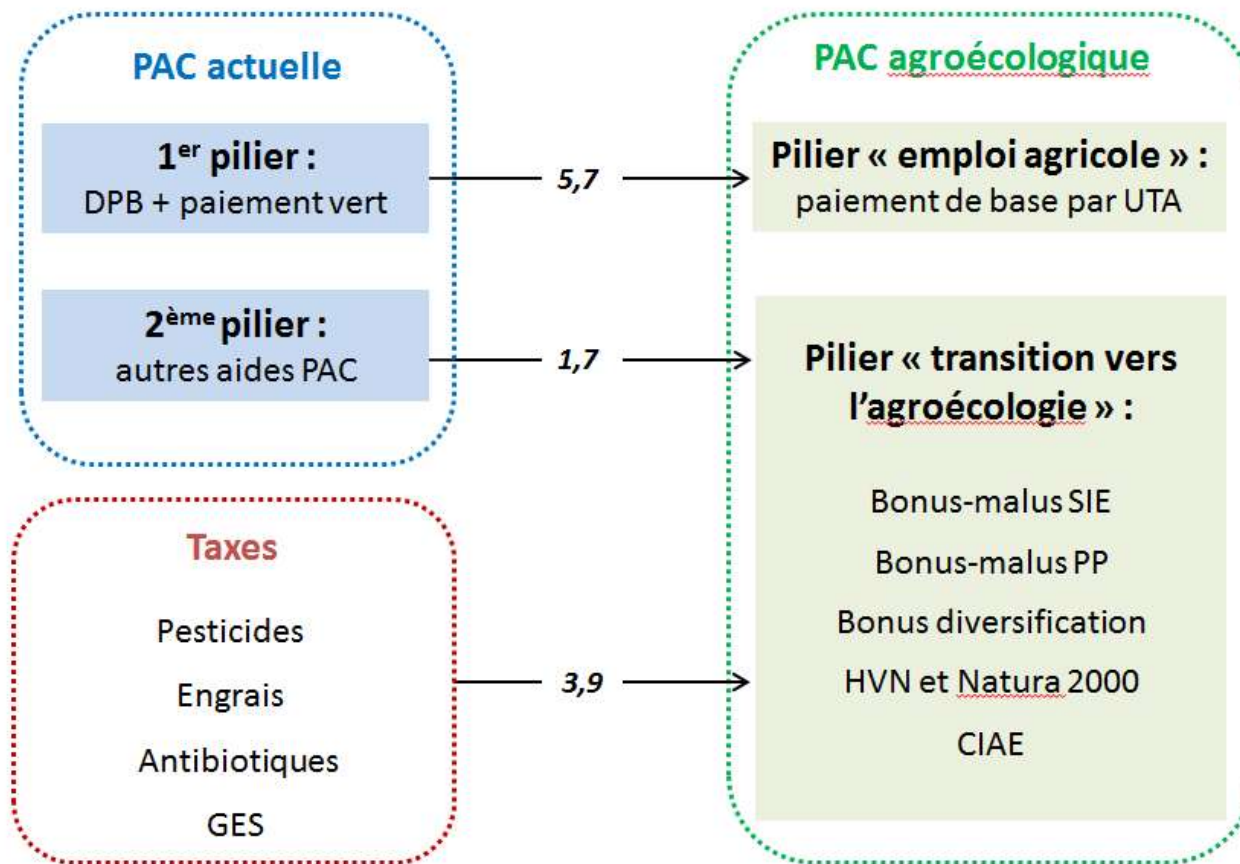 PAC actuelle
1er pilier :
DPB + paiement vert
2ème pilier :
autres aides PAC
Taxes
Pesticides
Engrais
Antibiotiques
GES
5,7
1,7
3,9
PAC agroécologique
Pilier « emploi agricole » :
paiement de base par UTA
Pilier « transition vers
l’agroécologie » :
Bonus-malus SIE
Bonus-malus PP
Bonus diversification
HVN et Natura 2000
CIAE